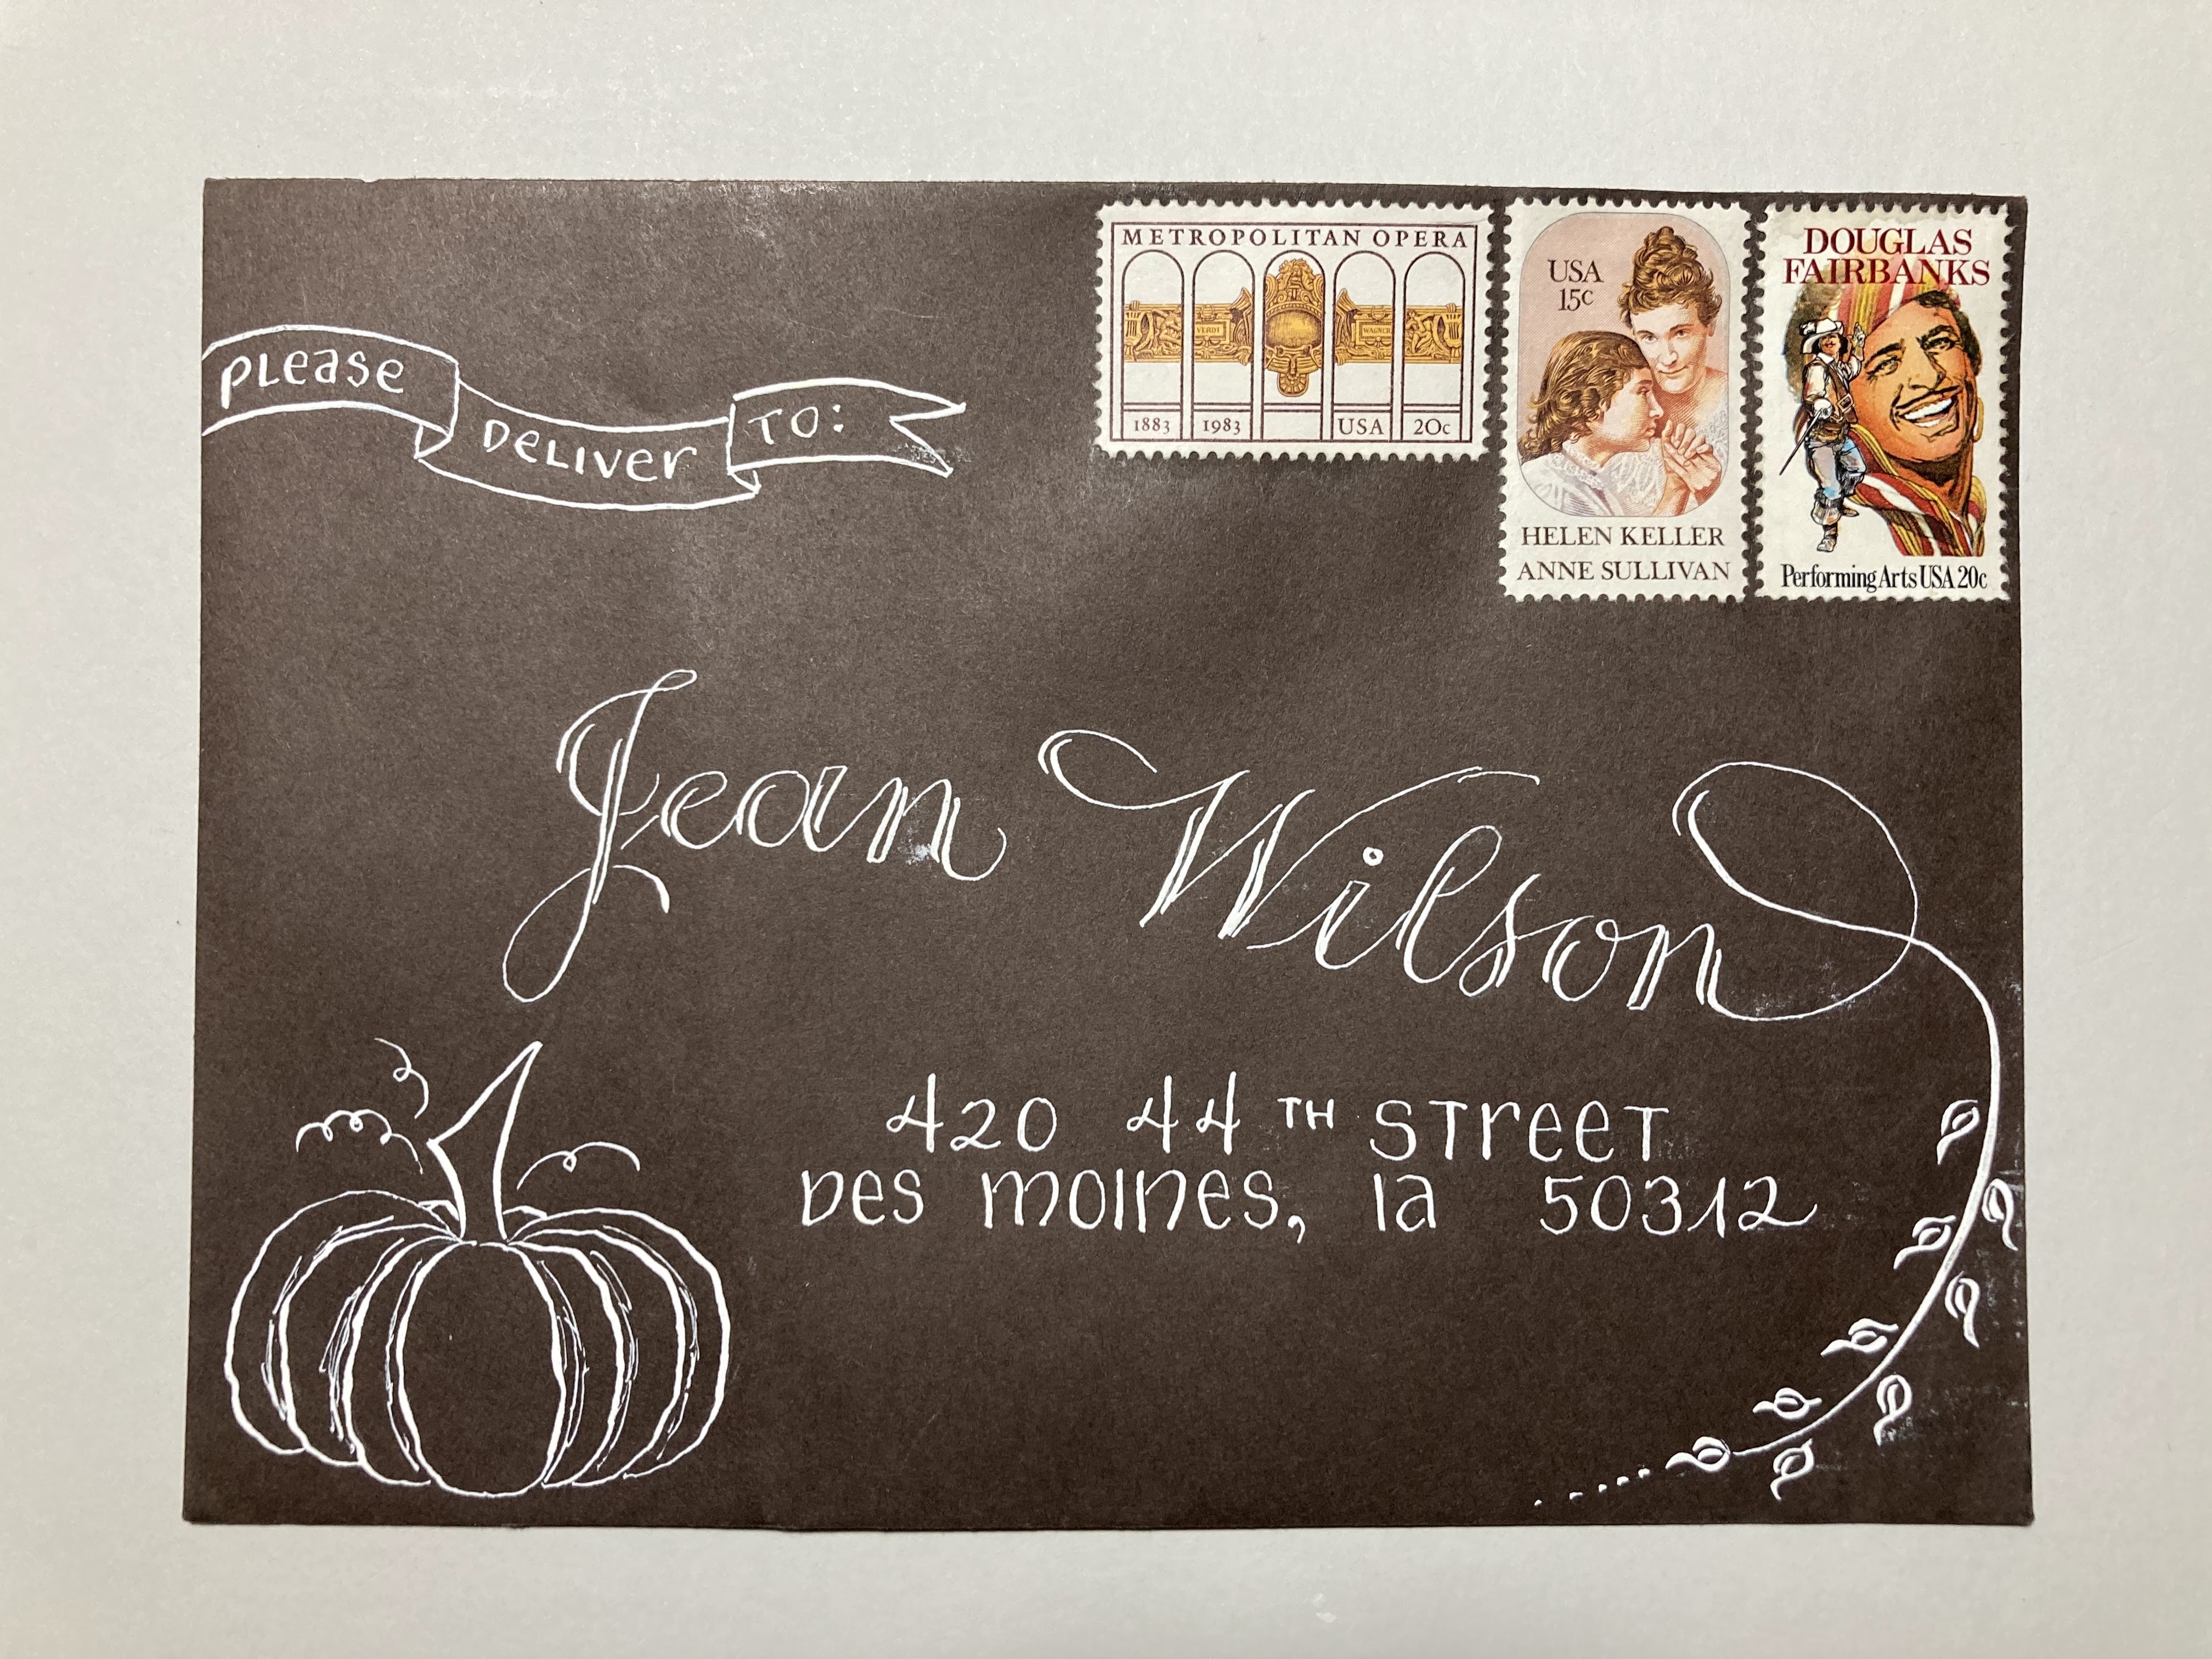 PLease
DeLIVer
TO:
METROPOLITAN OPERA
VERDI
WAGNER
1883 1983 USA 20c
USA
15c
HELEN KELLER
ANNE SULLIVAN
DOUGLAS
FAIRBANKS
Performing Arts USA 20c
Jean Wilson
420 44TH STreeT
Des moines, Ia 50312